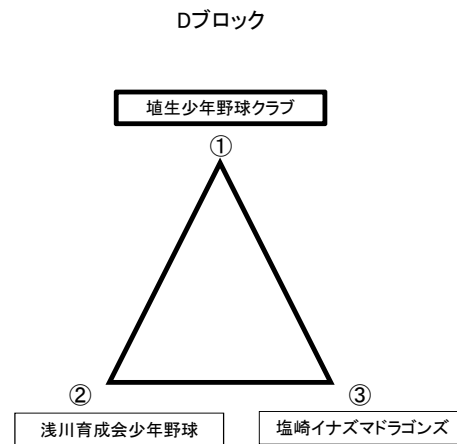 Dブロック
埴生少年野球クラブ
①
②
③
浅川育成会少年野球
塩崎イナズマドラゴンズ